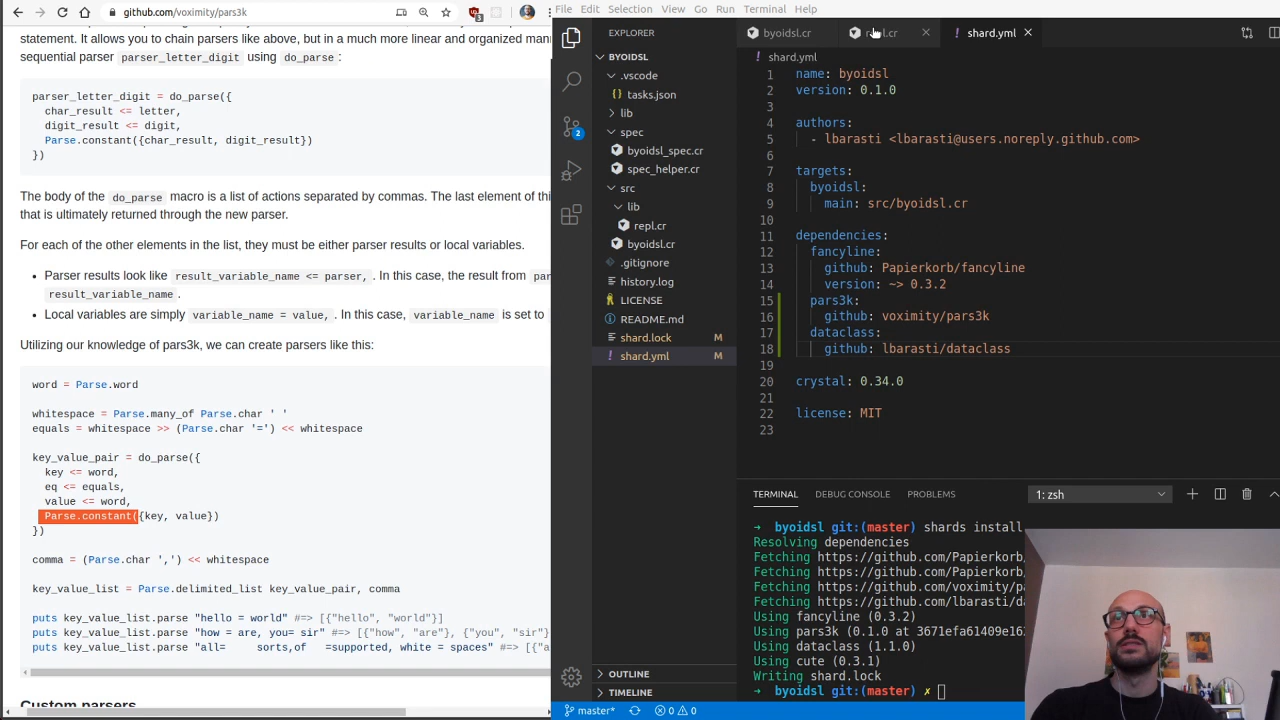 github.com/voximity/pars3k
3
statement. It allows you to chain parsers like above, but in a much more linear and organized
sequential parser parser_letter_digit using do_parse :
parser_letter_digit = do_parse({
char_result <= letter,
digit_result <= digit,
Parse.constant({char_result, digit_result})
})
The body of the do_parse macro is a list of actions separated by commas. The last element of
that is ultimately returned through the new parser.
For each of the other elements in the list, they must be either parser results or local variables.
Parser results look like result_variable_name <= parser, . In this case, the result from
result_variable_name .
Local variables are simply variable_name = value, . In this case, variable_name is set to
Utilizing our knowledge of pars3k, we can create parsers like this:
word = Parse.word
whitespace = Parse.many_of Parse.char ' '
equals = whitespace >> (Parse.char '=') << whitespace
key_value_pair = do_parse({
key <= word,
eq <= equals,
value <= word,
Parse.constant({key, value})
})
comma = (Parse.char ',') << whitespace
key_value_list = Parse.delimited_list key_value_pair, comma
puts key_value_list.parse "hello = world" #=> [{"hello", "world"}]
puts key_value_list.parse "how = are, you= sir" #=> [{"how", "are"}, {"you", "sir"}
puts key_value_list.parse "all=    sorts,of   =supported, white = spaces" #=> [{"a
Custom parsers
File Edit Selection View Go Run Terminal Help
EXPLORER
BYOIDSL
.vscode
tasks.json
lib
spec
byoidsl_spec.cr
spec_helper.cr
src
lib
repl.cr
byoidsl.cr
.gitignore
history.log
LICENSE
README.md
shard.lock M
shard.yml M
OUTLINE
TIMELINE
2
byoidsl.cr
shard.yml
shard.yml
1 name: byoidsl
2 version: 0.1.0
3
4 authors:
5 - lbarasti <lbarasti@users.noreply.github.com>
6
7 targets:
8 byoidsl:
9 main: src/byoidsl.cr
10
11 dependencies:
12 fancyline:
13 github: Papierkorb/fancyline
14 version: ~> 0.3.2
15 pars3k:
16 github: voximity/pars3k
17 dataclass:
18 github: lbarasti/dataclass
19
20 crystal: 0.34.0
21
22 license: MIT
23
TERMINAL DEBUG CONSOLE PROBLEMS 1: zsh
➜ byoidsl git:(master) shards install
Resolving dependencies
Fetching https://github.com/Papierkorb/
Fetching https://github.com/Papierkorb/
Fetching https://github.com/voximity/pa
Fetching https://github.com/lbarasti/da
Using fancyline (0.3.2)
Using pars3k (0.1.0 at 3671efa61409e162
Using dataclass (1.1.0)
Using cute (0.3.1)
Writing shard.lock
➜ byoidsl git:(master) ✗
master* 0 0